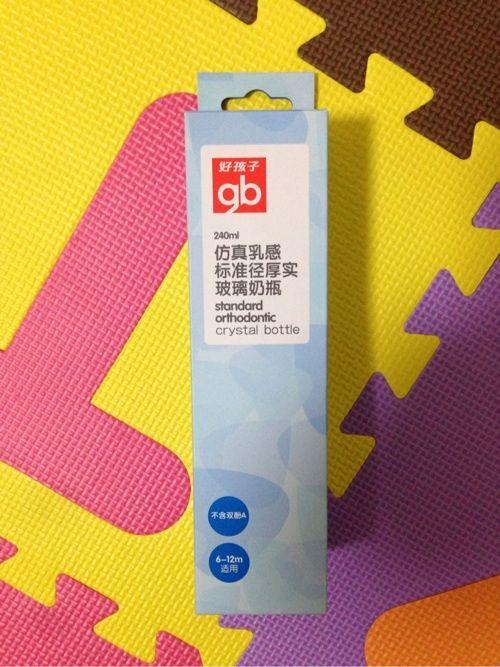 好孩子
gb
240ml
仿真乳感
标准径厚实
玻璃奶瓶
standard
orthodontic
crystal bottle
不含双酚A
6-12m
适用